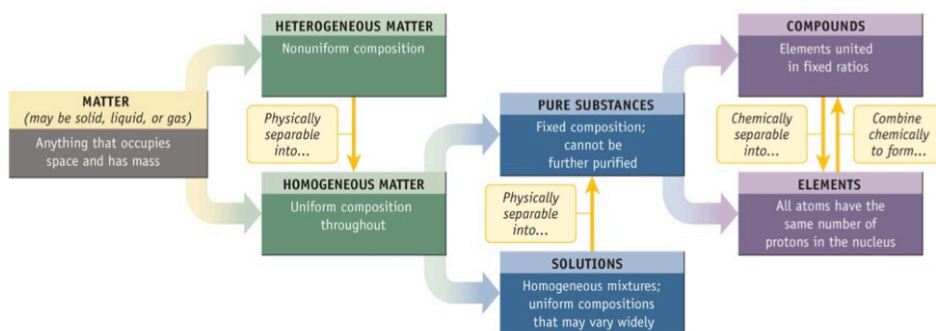 HETEROGENEOUS MATTER
Nonuniform composition
COMPOUNDS
Elements united
in fixed ratios
MATTER
(may be solid, liquid, or gas)
Anything that occupies
space and has mass
Physically
separable
into...
PURE SUBSTANCES
Fixed composition;
cannot be
further purified
Chemically
separable
into...
Combine
chemically
to form...
HOMOGENEOUS MATTER
Uniform composition
throughout
Physically
separable
into...
ELEMENTS
All atoms have the
same number of
protons in the nucleus
SOLUTIONS
Homogeneous mixtures;
uniform compositions
that may vary widely